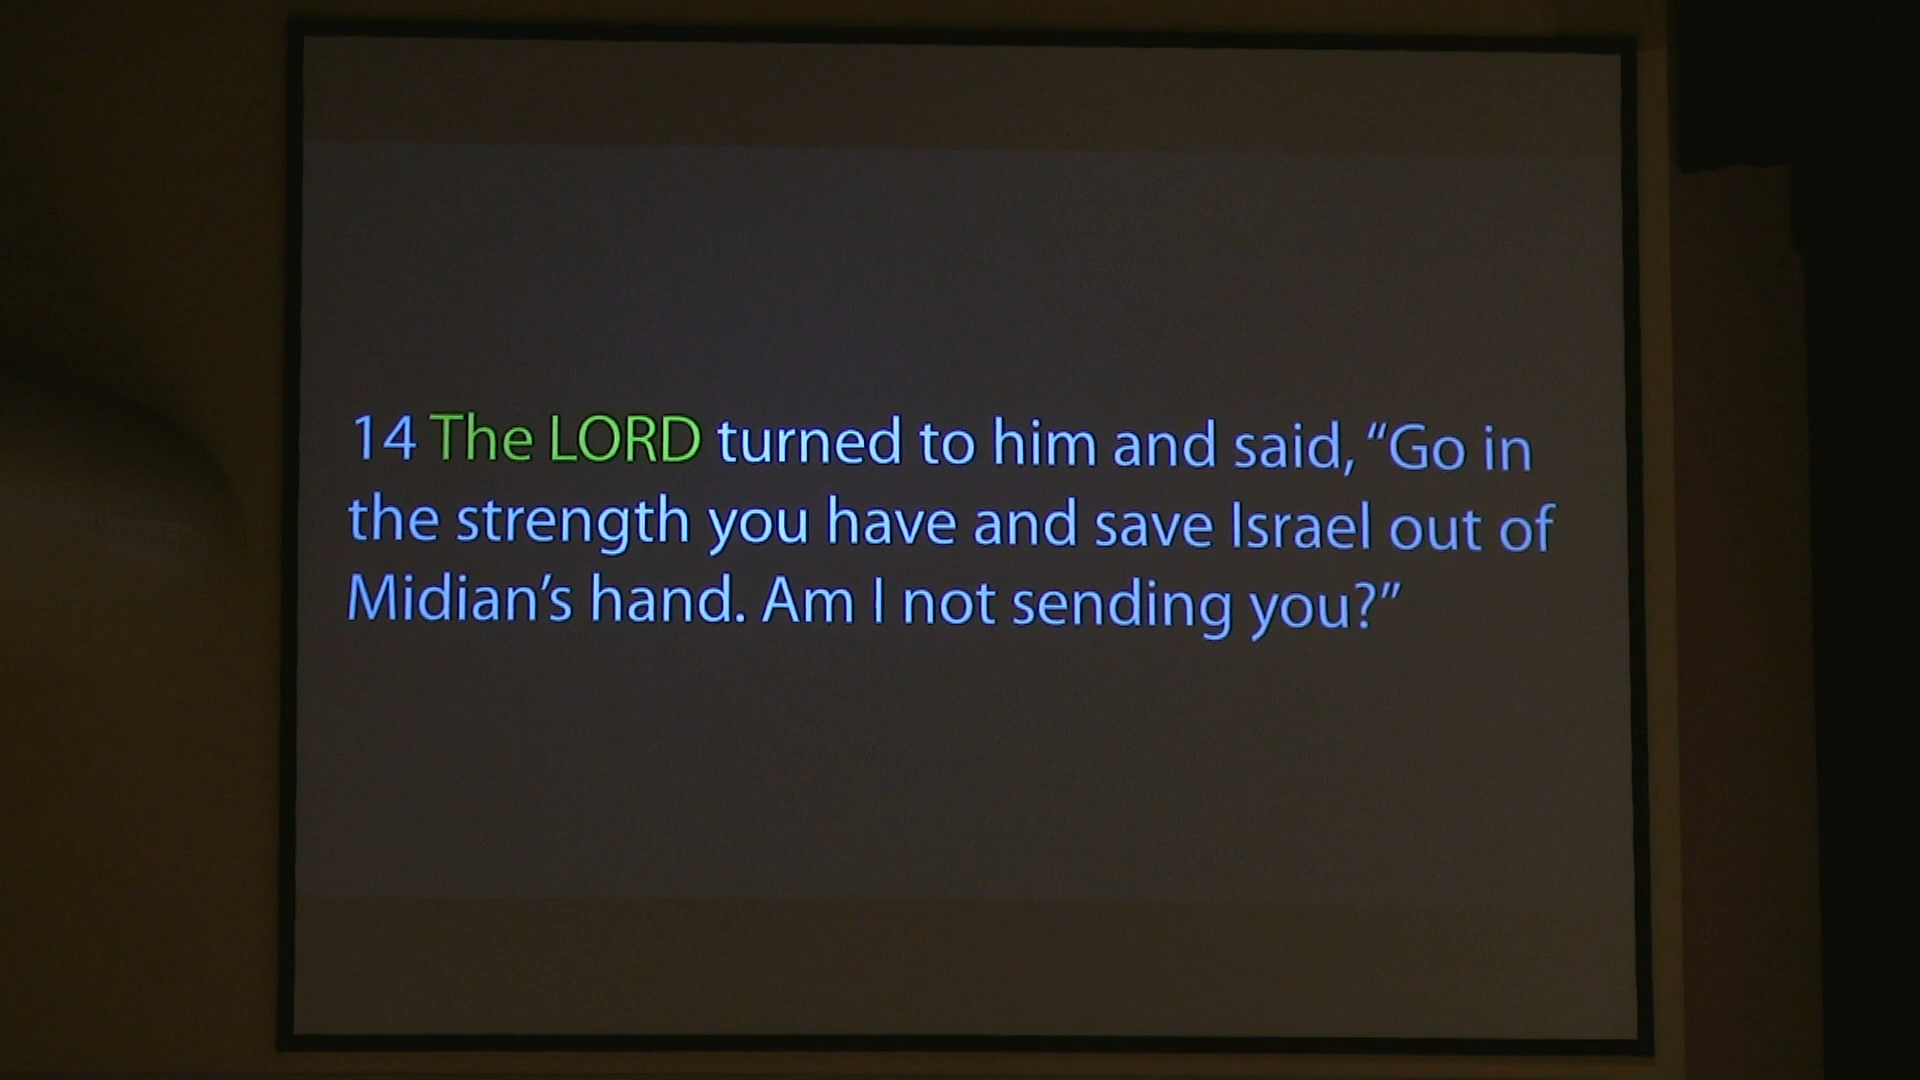 14 The LORD turned to him and said, “Go in
the strength you have and save Israel out of
Midian’s hand. Am I not sending you?”